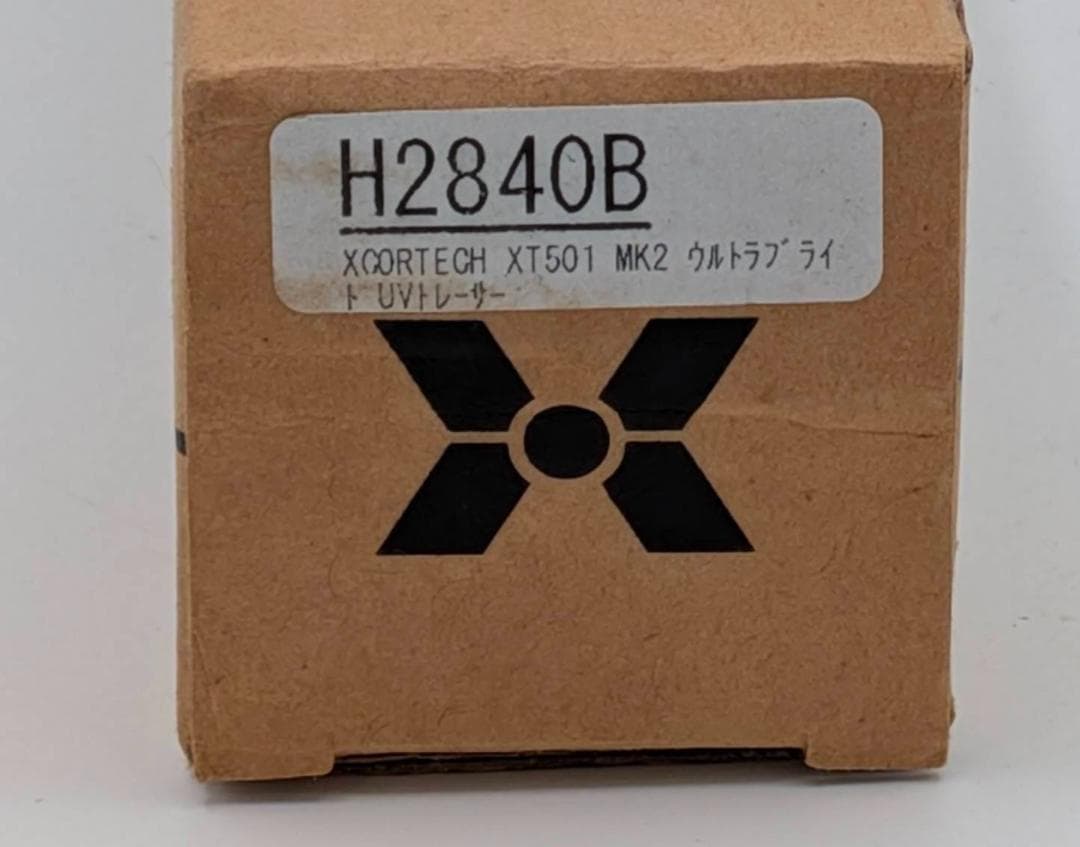 H2840B
XCORTECH XT501 MK2 ｳﾙﾄﾗﾌﾞﾗｲ
ﾄ UVﾄﾚｰｻｰ